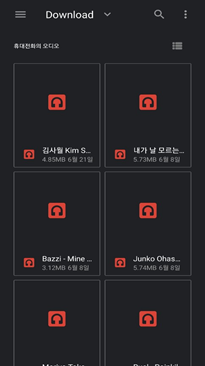 Download
휴대전화의 오디오
김사월 Kim S...
4.85MB 6월 21일
내가 날 모르는...
5.73MB 6월 8일
Bazzi - Mine ...
3.12MB 6월 8일
Junko Ohas...
5.74MB 6월 8일